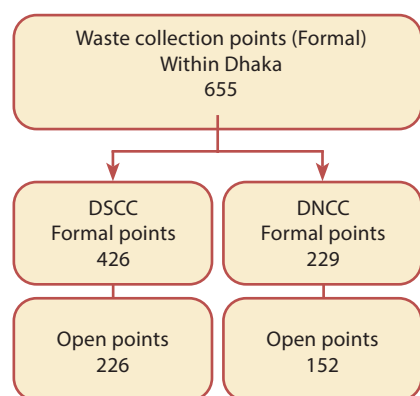 Waste collection points (Formal)
Within Dhaka
655
DSCC
Formal points
426
DNCC
Formal points
229
Open points
226
Open points
152